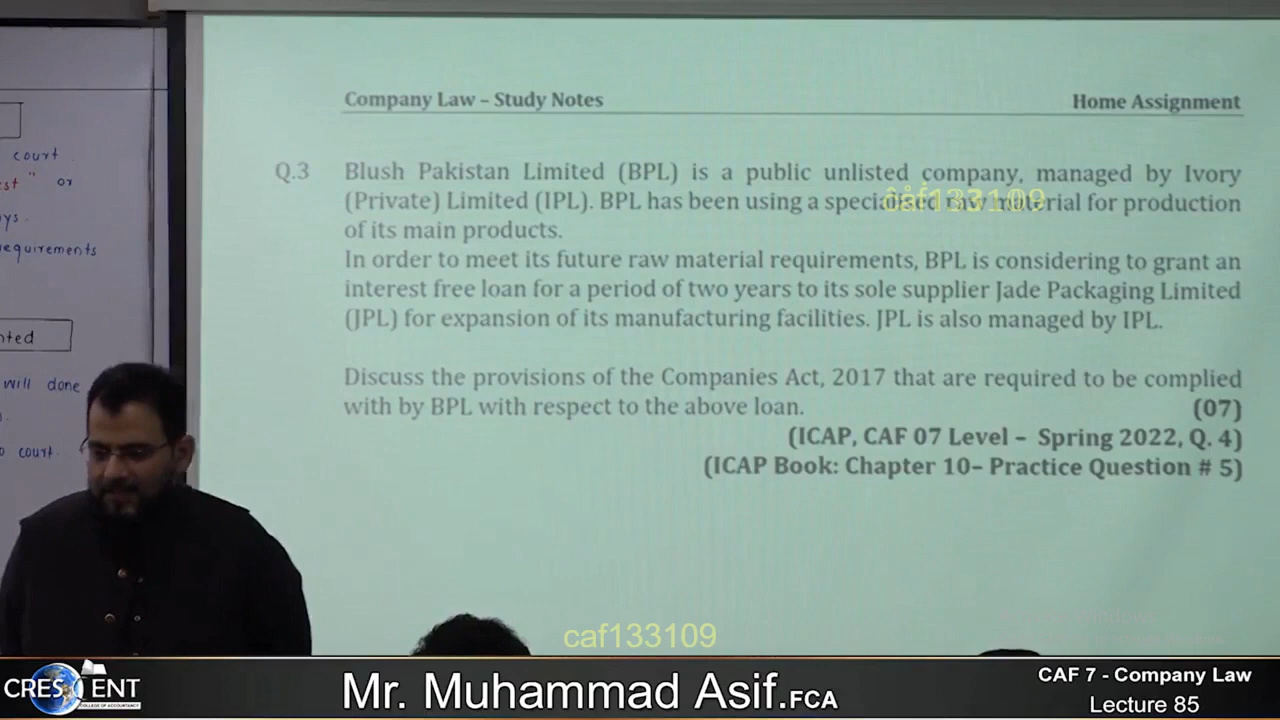 court
est " or
ys.
requirements
nted
will done
o court.
Company Law – Study Notes Home Assignment
Q.3 Blush Pakistan Limited (BPL) is a public unlisted company, managed by Ivory
(Private) Limited (IPL). BPL has been using a specialized raw material for production
of its main products.
caf133109
In order to meet its future raw material requirements, BPL is considering to grant an
interest free loan for a period of two years to its sole supplier Jade Packaging Limited
(JPL) for expansion of its manufacturing facilities. JPL is also managed by IPL.
Discuss the provisions of the Companies Act, 2017 that are required to be complied
with by BPL with respect to the above loan. (07)
(ICAP, CAF 07 Level – Spring 2022, Q. 4)
(ICAP Book: Chapter 10– Practice Question # 5)
caf133109
CRESCENT
COLLEGE OF ACCOUNTANCY
Mr. Muhammad Asif.FCA
CAF 7 - Company Law
Lecture 85